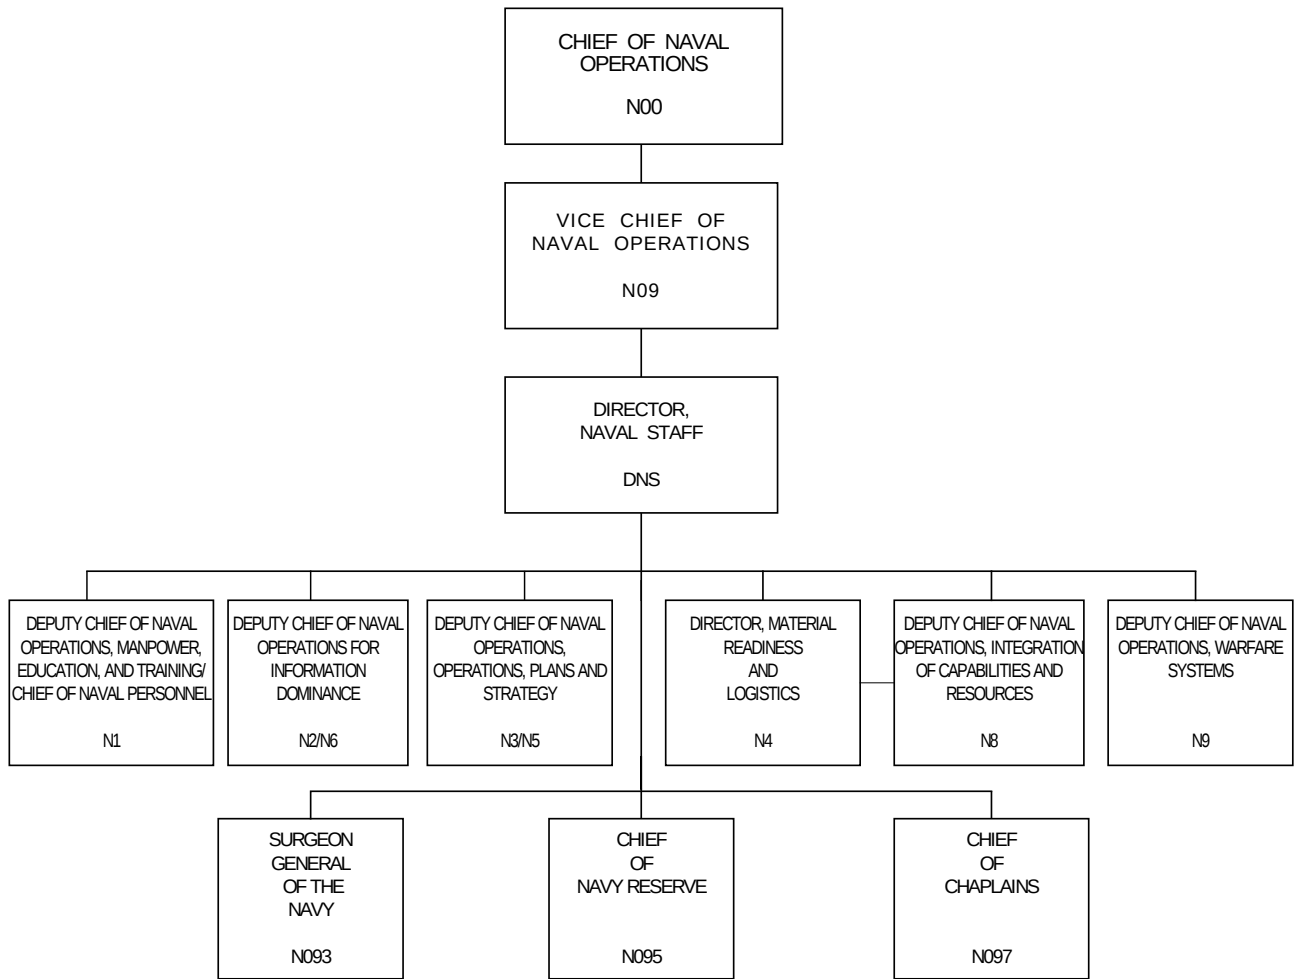 CHIEF OF NAVAL
OPERATIONS
N00
VICE CHIEF OF
NAVAL OPERATIONS
N09
DIRECTOR,
NAVAL STAFF
DNS
DEPUTY CHIEF OF NAVAL
OPERATIONS, MANPOWER,
EDUCATION, AND TRAINING/
CHIEF OF NAVAL PERSONNEL
N1
DEPUTY CHIEF OF NAVAL
OPERATIONS FOR
INFORMATION
DOMINANCE
N2/N6
DEPUTY CHIEF OF NAVAL
OPERATIONS,
OPERATIONS, PLANS AND
STRATEGY
N3/N5
DIRECTOR, MATERIAL
READINESS
AND
LOGISTICS
N4
DEPUTY CHIEF OF NAVAL
OPERATIONS, INTEGRATION
OF CAPABILITIES AND
RESOURCES
N8
DEPUTY CHIEF OF NAVAL
OPERATIONS, WARFARE
SYSTEMS
N9
SURGEON
GENERAL
OF THE
NAVY
N093
CHIEF
OF
NAVY RESERVE
N095
CHIEF
OF
CHAPLAINS
N097